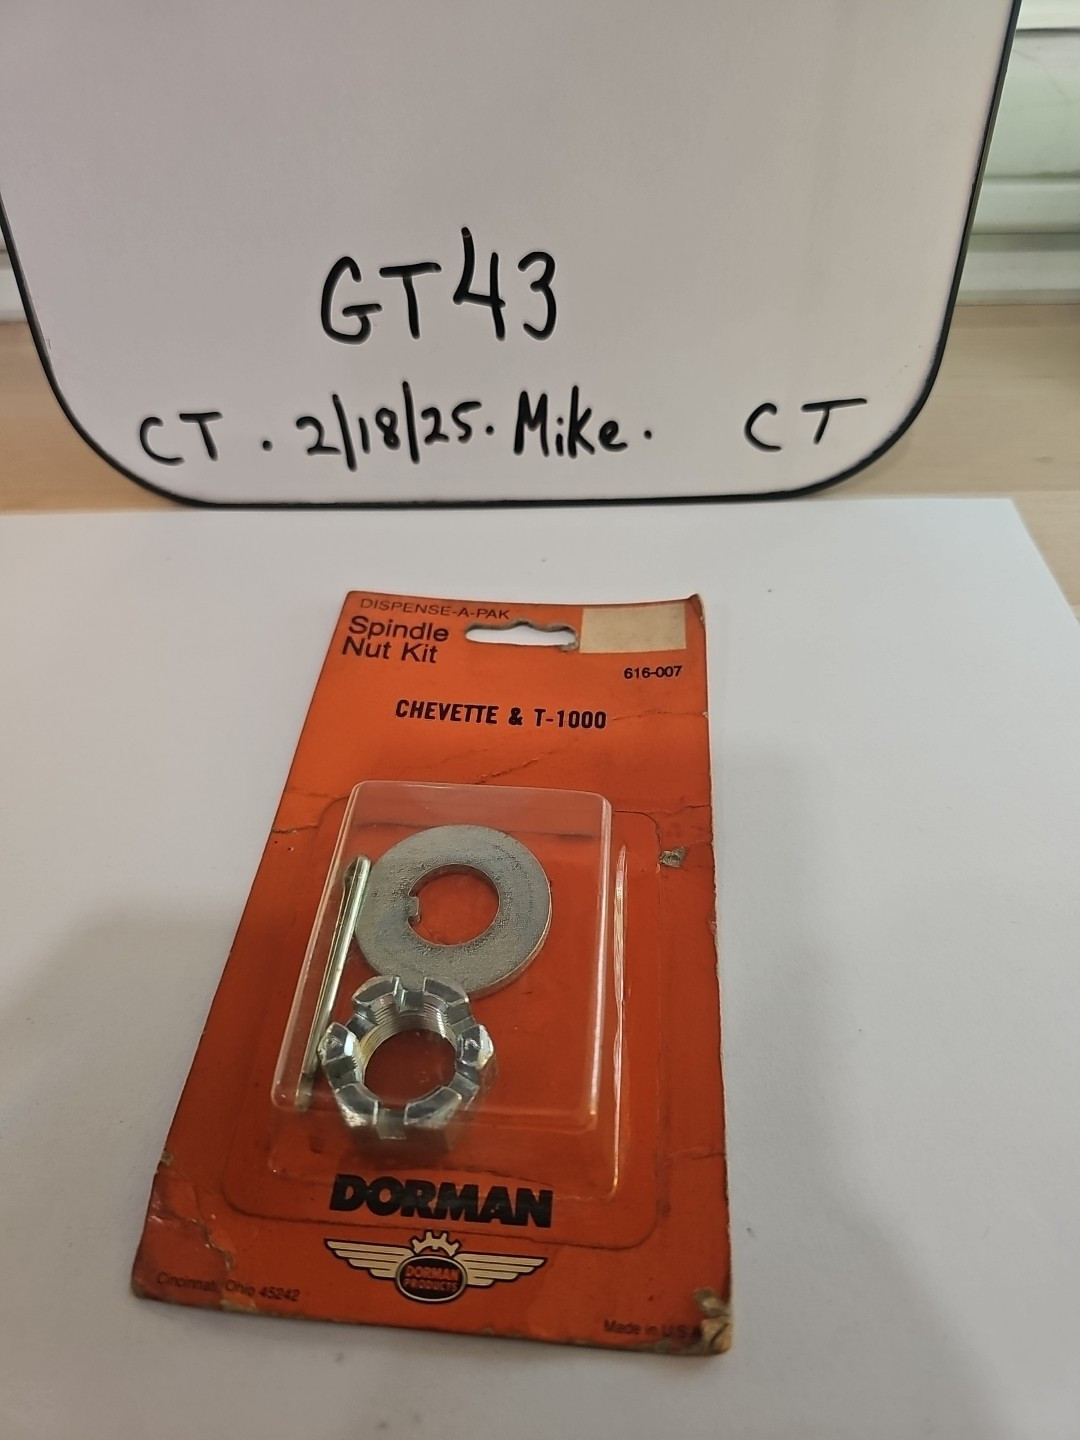 GT43
CT . 2/18/25. Mike. CT
DISPENSE-A-PAK
Spindle
Nut Kit
616-007
CHEVETTE & T-1000
DORMAN
DORMAN
PRODUCTS
Cincinnati, Ohio 45242
Made in U.S.A.